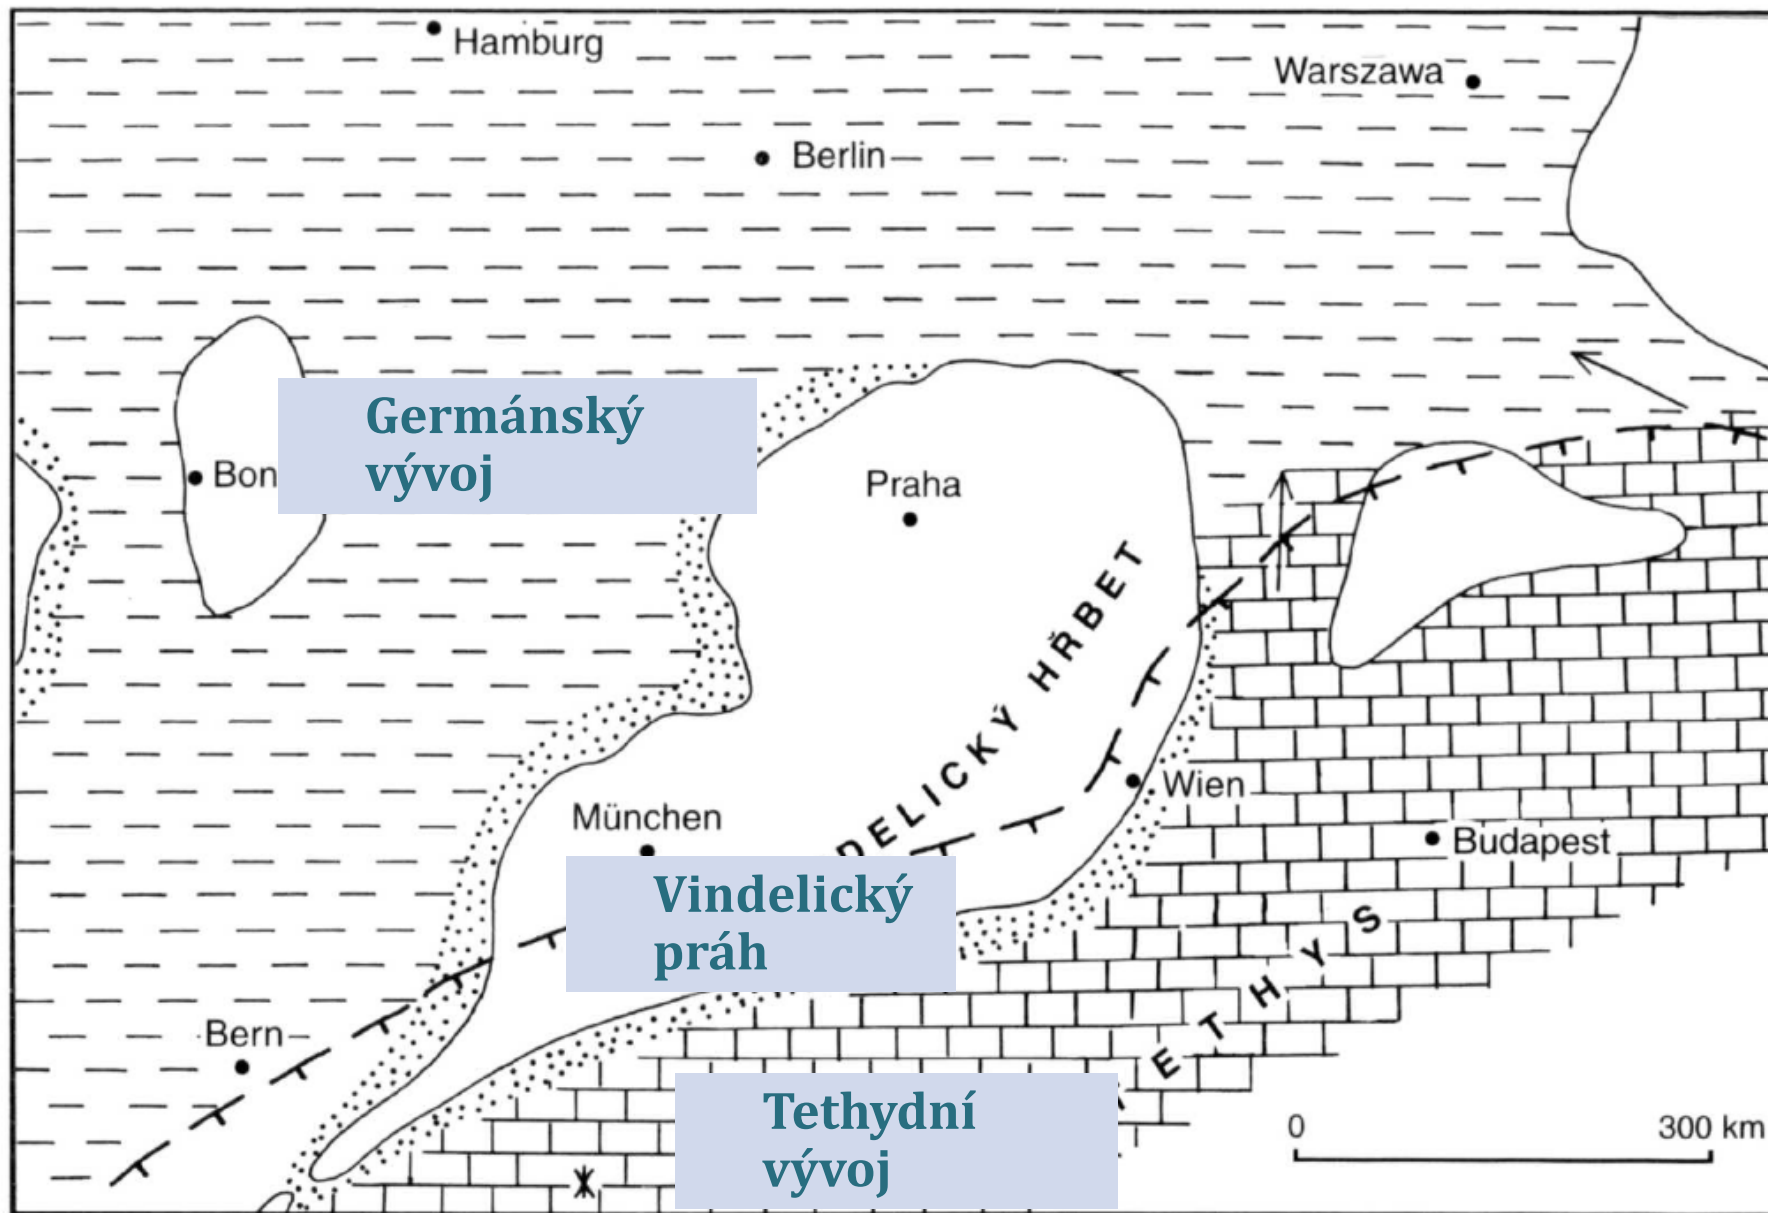 Hamburg
Warszawa
Berlin
Germánský
vývoj
Bon
Praha
DELICKÝ HŘBET
Wien
München
Budapest
Vindelický
práh
ETHYS
Bern
Tethydní
vývoj
0
300 km